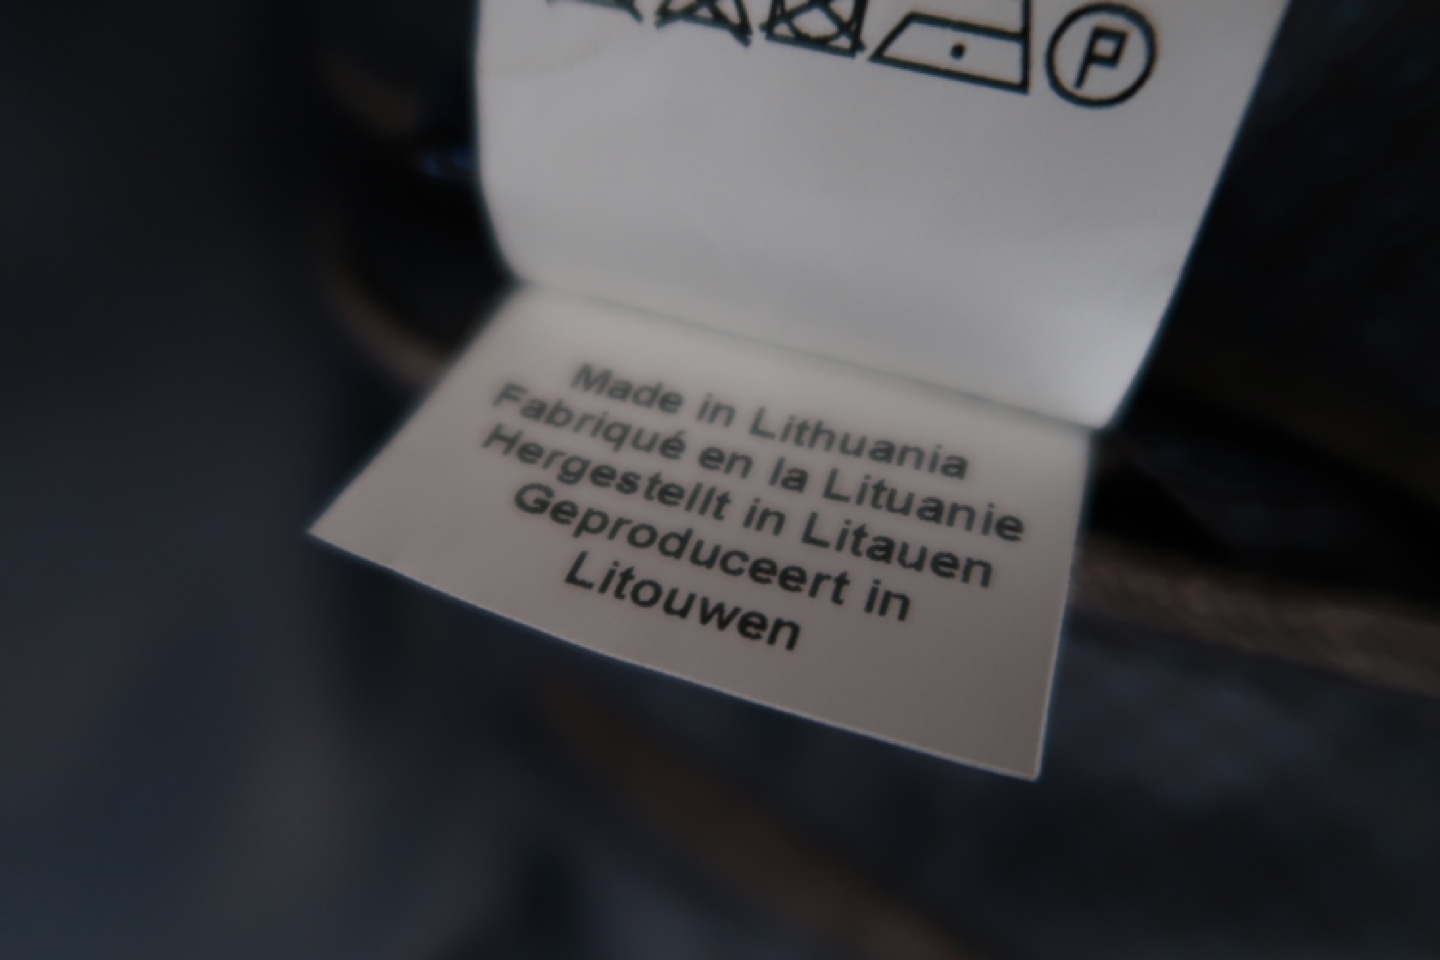 P
Made in Lithuania
Fabriqué en la Lituanie
Hergestellt in Litauen
Geproduceert in
Litouwen